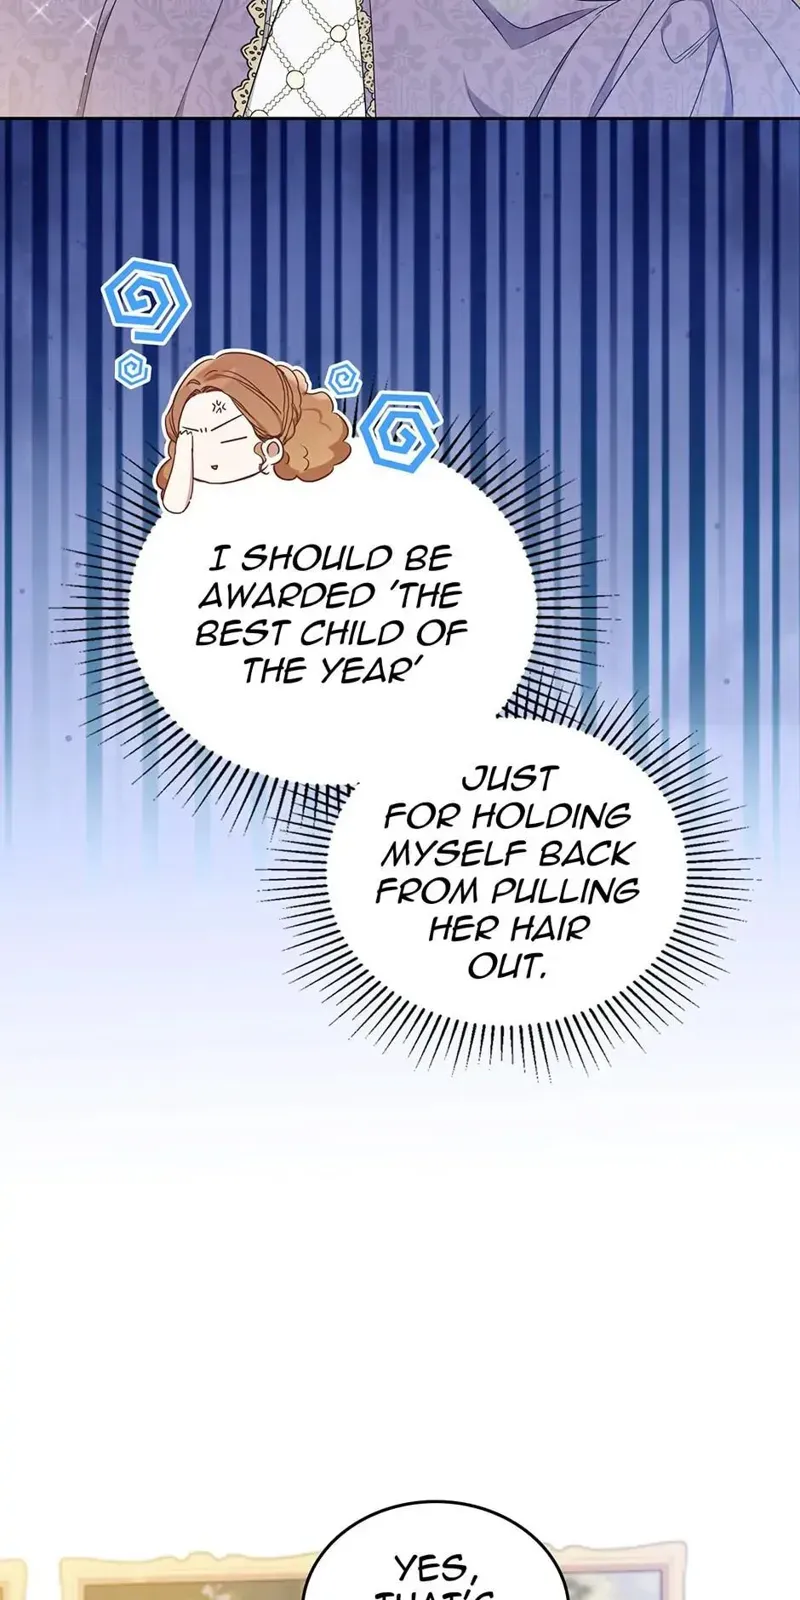 I SHOULD BE
AWARDED 'THE
BEST CHILD OF
THE YEAR'
JUST
FOR HOLDING
MYSELF BACK
FROM PULLING
HER HAIR
OUT.
YES,
THAT'S